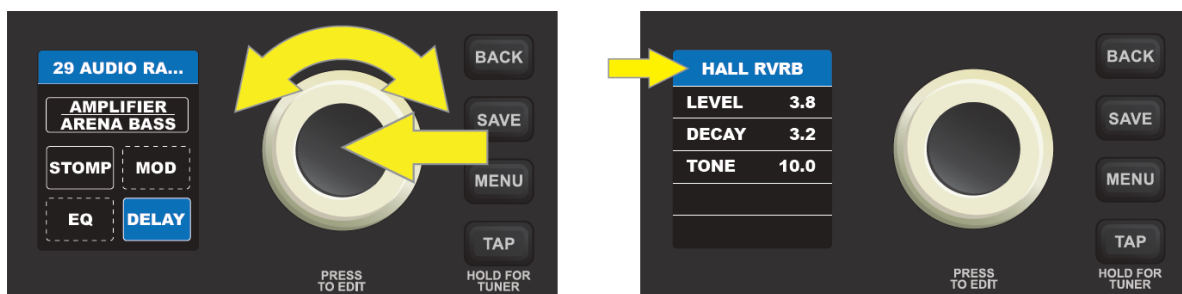 29 AUDIO RA...
AMPLIFIER
ARENA BASS
STOMP
MOD
EQ
DELAY
BACK
SAVE
MENU
TAP
PRESS
TO EDIT
HOLD FOR
TUNER
HALL RVRB
LEVEL 3.8
DECAY 3.2
TONE 10.0
BACK
SAVE
MENU
TAP
PRESS
TO EDIT
HOLD FOR
TUNER